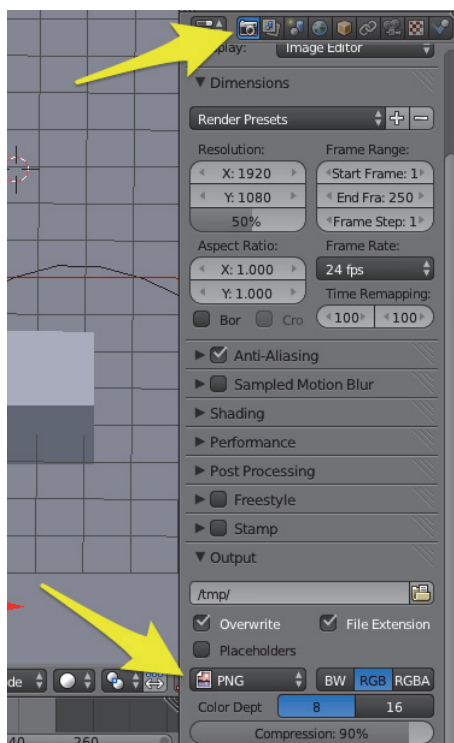 play:
Image Editor
Dimensions
Render Presets
Resolution:
Frame Range:
X: 1920
Start Frame: 1
Y: 1080
End Fra: 250
50%
Frame Step: 1
Aspect Ratio:
Frame Rate:
X: 1.000
24 fps
Y: 1.000
Time Remapping:
Bor
Cro
100
100
Anti-Aliasing
Sampled Motion Blur
Shading
Performance
Post Processing
Freestyle
Stamp
Output
/tmp/
Overwrite
File Extension
Placeholders
de
PNG
BW
RGB
RGBA
Color Dept
8
16
Compression: 90%
260